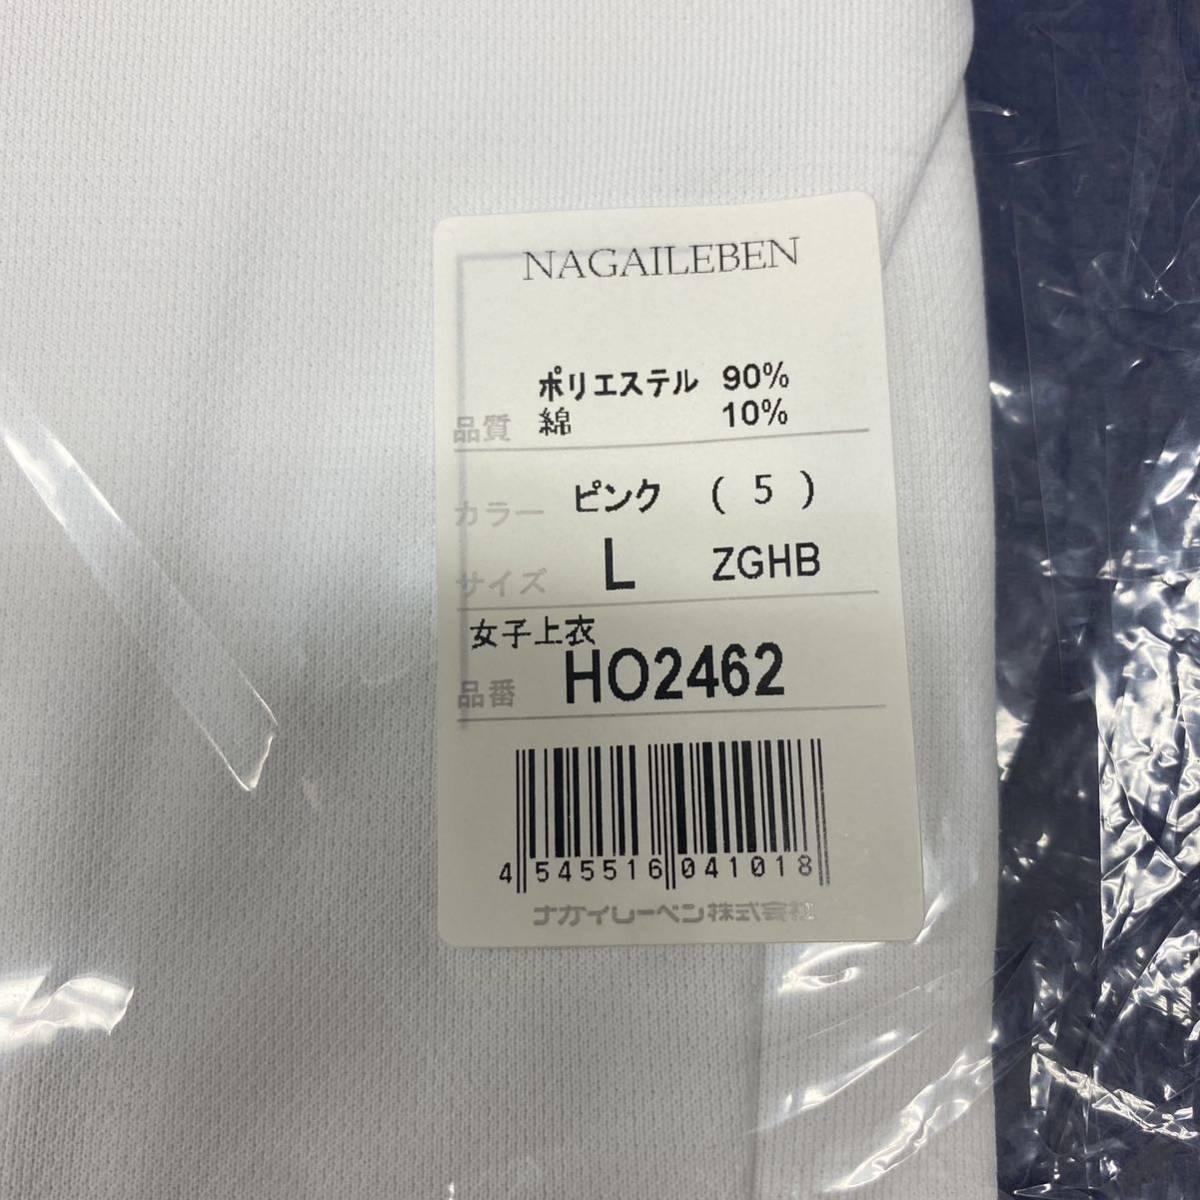 NAGAILEBEN
ポリエステル 90%
品質 綿 10%
カラー ピンク ( 5 )
サイズ L ZGHB
女子上衣
品番 HO2462
4 545516 041018
ナガイレーベン株式会社